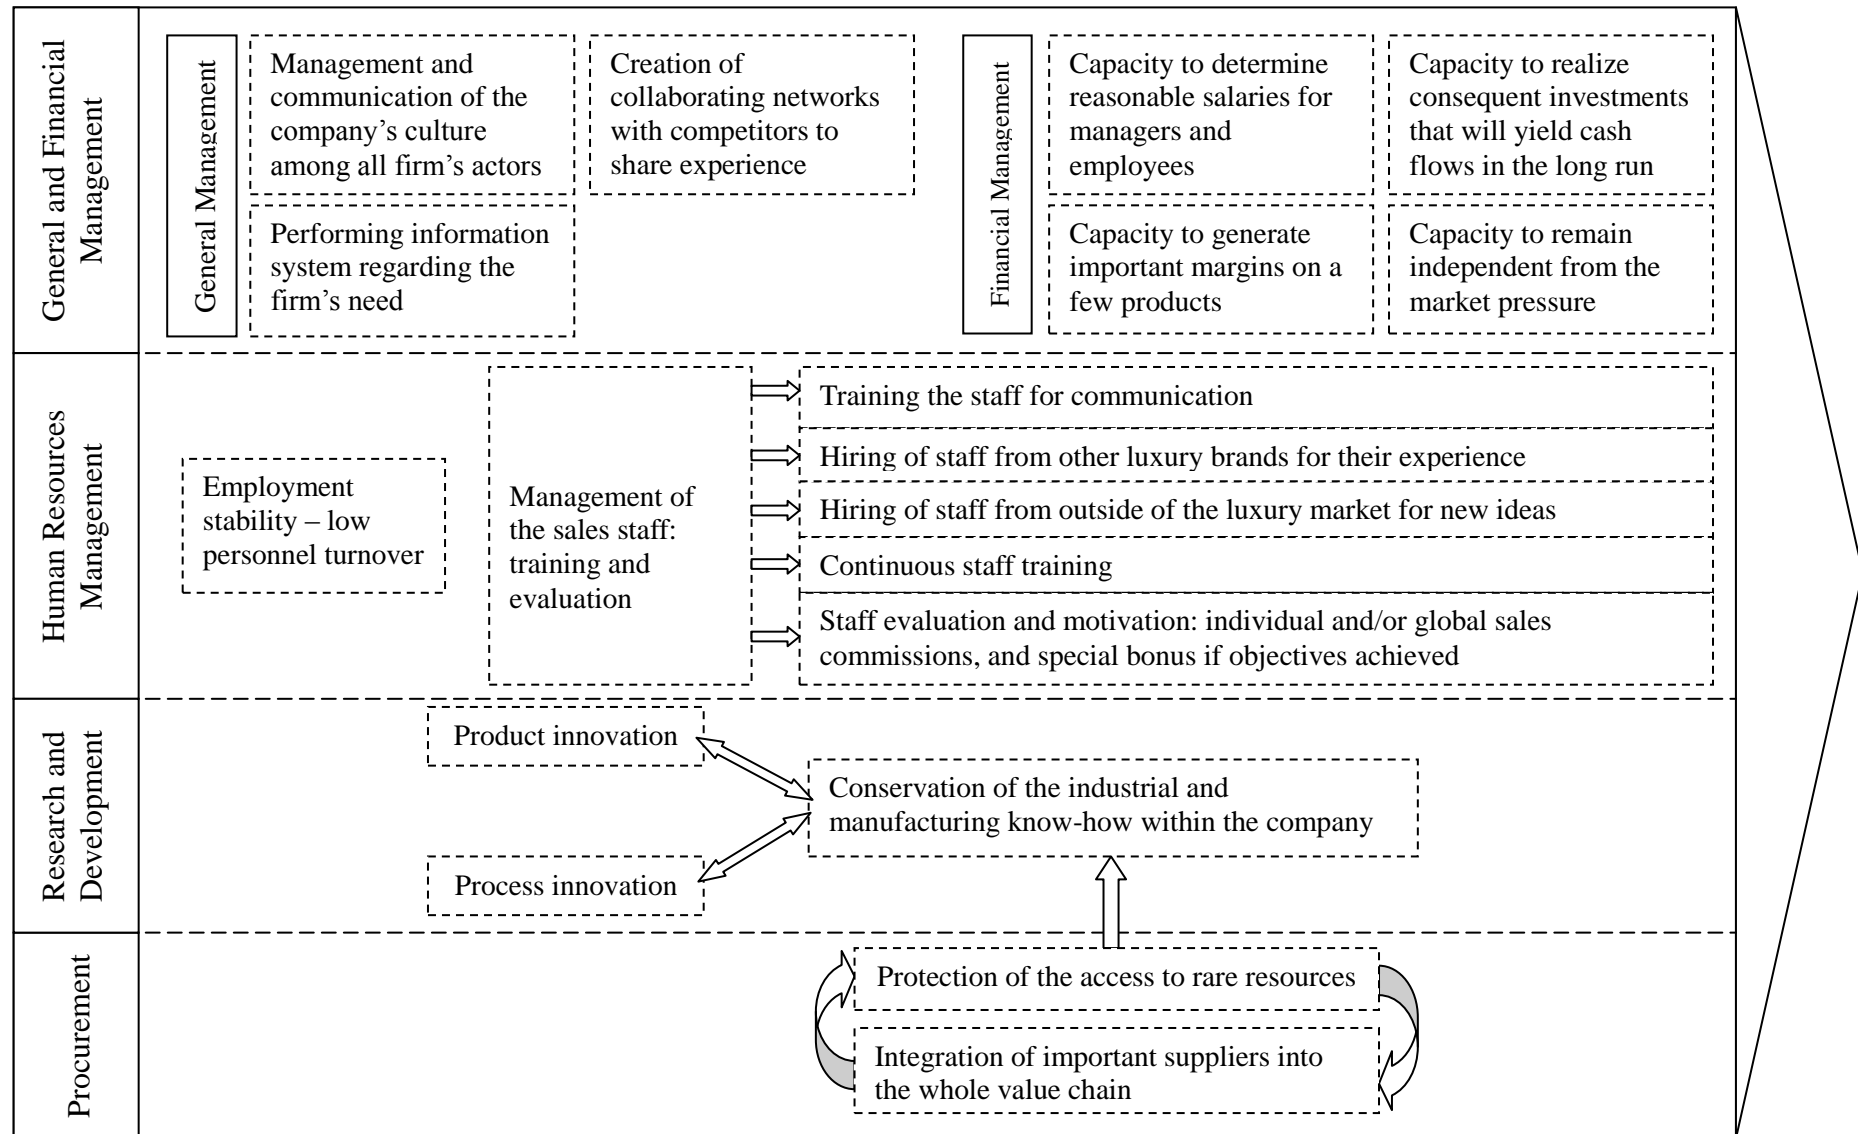 General and Financial
Management
General Management
Management and
communication of the
company’s culture
among all firm’s actors
Creation of
collaborating networks
with competitors to
share experience
Performing information
system regarding the
firm’s need
Financial Management
Capacity to determine
reasonable salaries for
managers and
employees
Capacity to realize
consequent investments
that will yield cash
flows in the long run
Capacity to generate
important margins on a
few products
Capacity to remain
independent from the
market pressure
Human Resources
Management
Employment
stability – low
personnel turnover
Management of
the sales staff:
training and
evaluation
Training the staff for communication
Hiring of staff from other luxury brands for their experience
Hiring of staff from outside of the luxury market for new ideas
Continuous staff training
Staff evaluation and motivation: individual and/or global sales
commissions, and special bonus if objectives achieved
Research and
Development
Product innovation
Process innovation
Conservation of the industrial and
manufacturing know-how within the company
Procurement
Protection of the access to rare resources
Integration of important suppliers into
the whole value chain